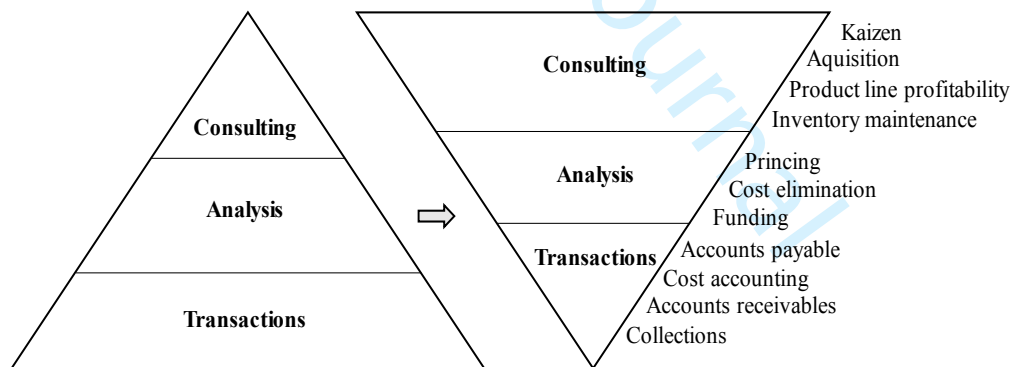 Consulting
Analysis
Transactions
Consulting
Analysis
Transactions
Kaizen
Aquisition
Product line profitability
Inventory maintenance
Princing
Cost elimination
Funding
Accounts payable
Cost accounting
Accounts receivables
Collections
ournal